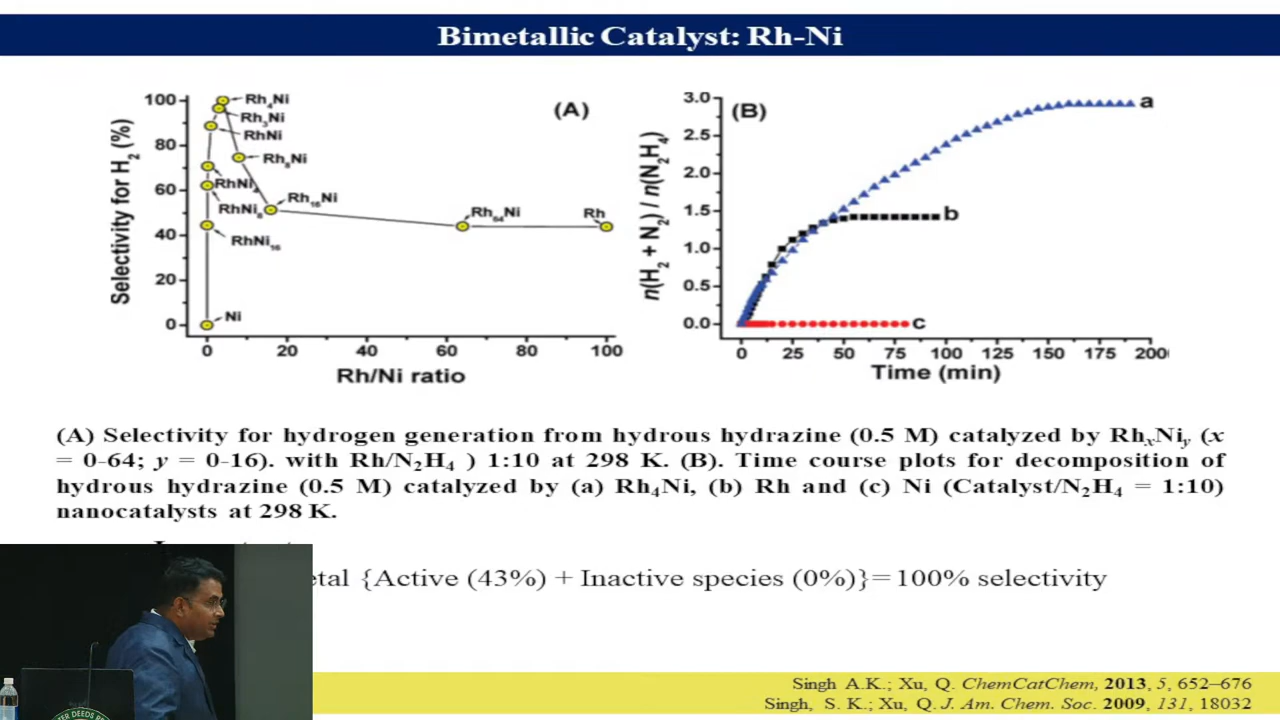 Bimetallic Catalyst: Rh-Ni
100
80
60
40
20
0
Selectivity for H2 (%)
Rh4Ni
Rh3Ni
RhNi
Rh8Ni
RhNi4
RhNi8
Rh16Ni
RhNi16
Rh64Ni
Rh
Ni
(A)
0 20 40 60 80 100
Rh/Ni ratio
3.0
2.5
2.0
1.5
1.0
0.5
0.0
n(H2 + N2) / n(N2H4)
(B)
a
b
c
0 25 50 75 100 125 150 175 200
Time (min)
(A) Selectivity for hydrogen generation from hydrous hydrazine (0.5 M) catalyzed by RhxNiy (x
= 0-64; y = 0-16). with Rh/N2H4 ) 1:10 at 298 K. (B). Time course plots for decomposition of
hydrous hydrazine (0.5 M) catalyzed by (a) Rh4Ni, (b) Rh and (c) Ni (Catalyst/N2H4 = 1:10)
nanocatalysts at 298 K.
{Active (43%) + Inactive species (0%)}=100% selectivity
Singh A.K.; Xu, Q. ChemCatChem, 2013, 5, 652–676
Singh, S. K.; Xu, Q. J. Am. Chem. Soc. 2009, 131, 18032